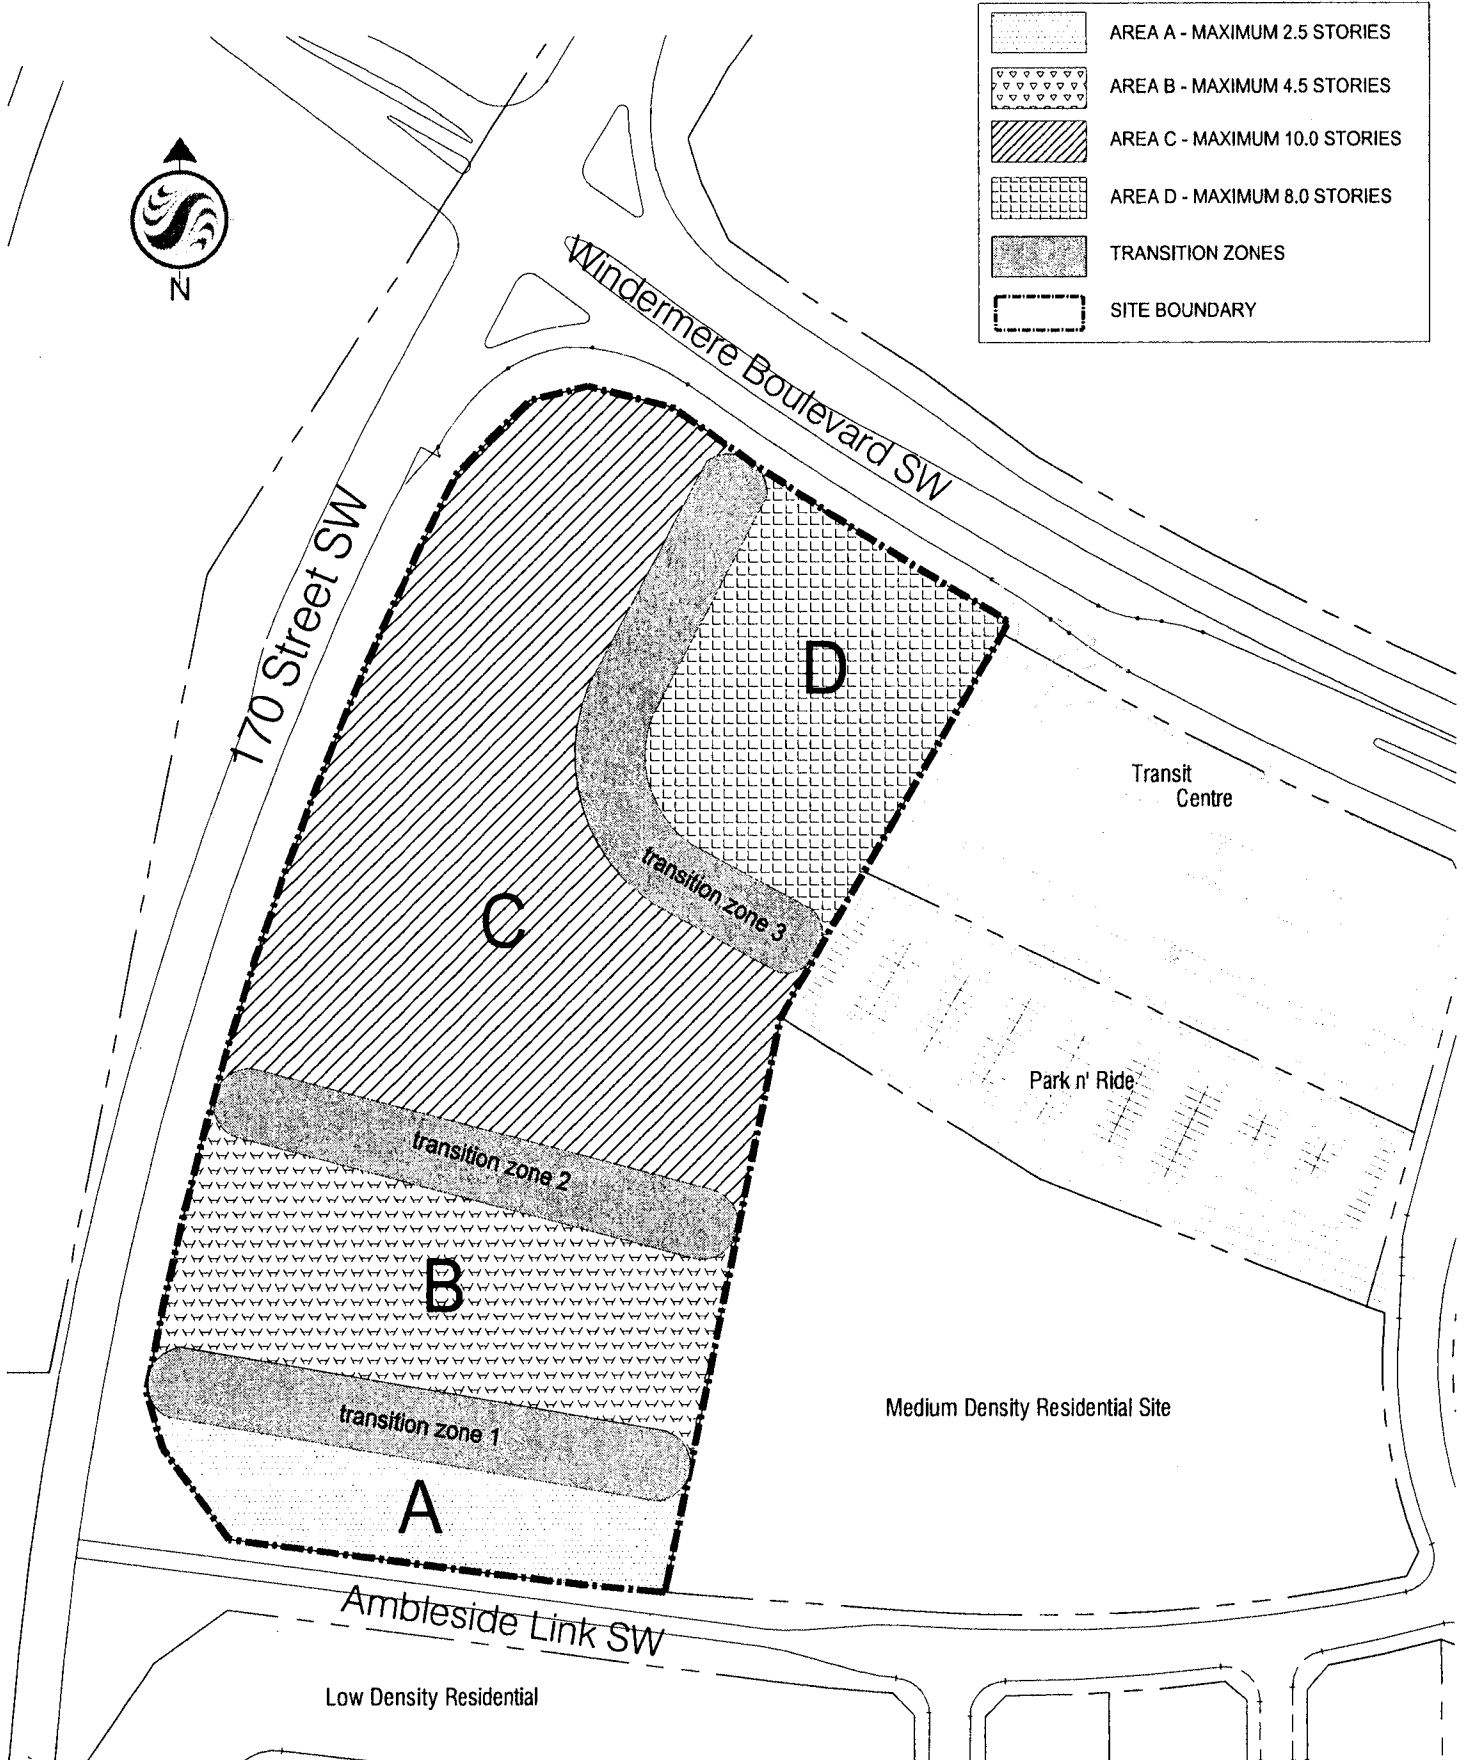 AREA A - MAXIMUM 2.5 STORIES
AREA B - MAXIMUM 4.5 STORIES
AREA C - MAXIMUM 10.0 STORIES
AREA D - MAXIMUM 8.0 STORIES
TRANSITION ZONES
SITE BOUNDARY
N
Windermere Boulevard SW
170 Street SW
D
Transit
Centre
transition zone 3
C
Park n' Ride
transition zone 2
B
Medium Density Residential Site
transition zone 1
A
Ambleside Link SW
Low Density Residential